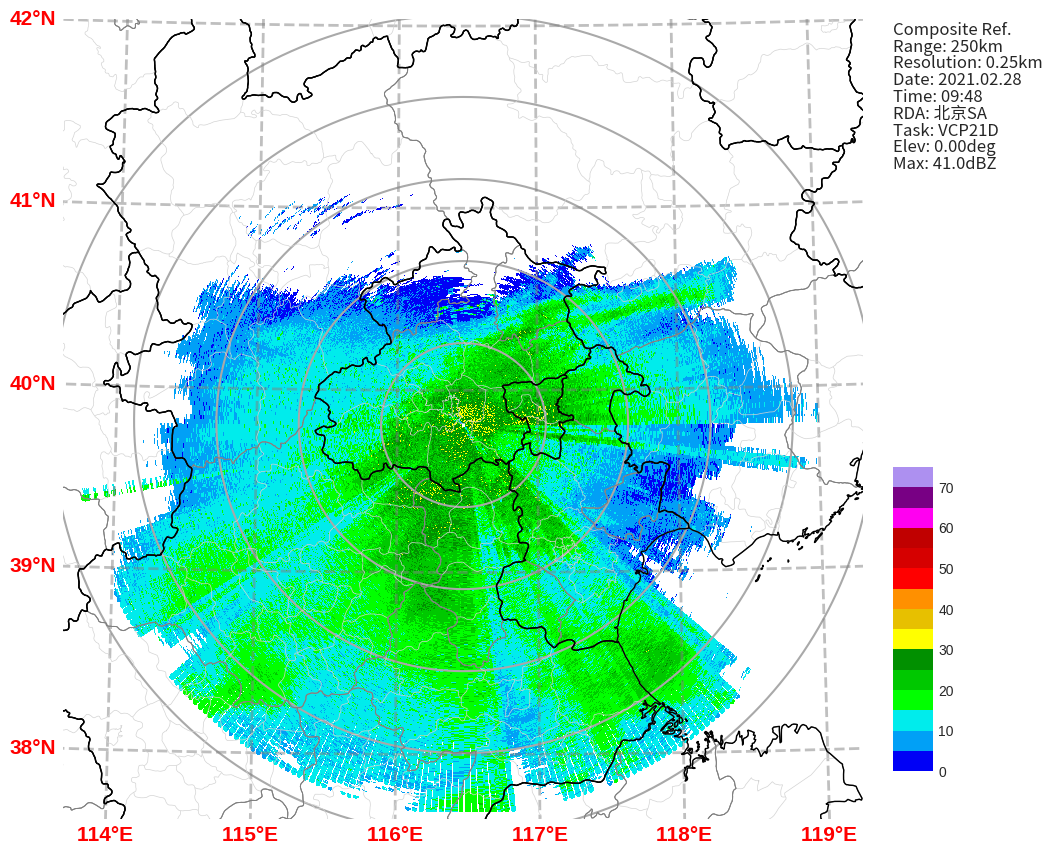 42°N
41°N
40°N
39°N
38°N
114°E
115°E
116°E
117°E
118°E
119°E
Composite Ref.
Range: 250km
Resolution: 0.25km
Date: 2021.02.28
Time: 09:48
RDA: 北京SA
Task: VCP21D
Elev: 0.00deg
Max: 41.0dBZ
70
60
50
40
30
20
10
0